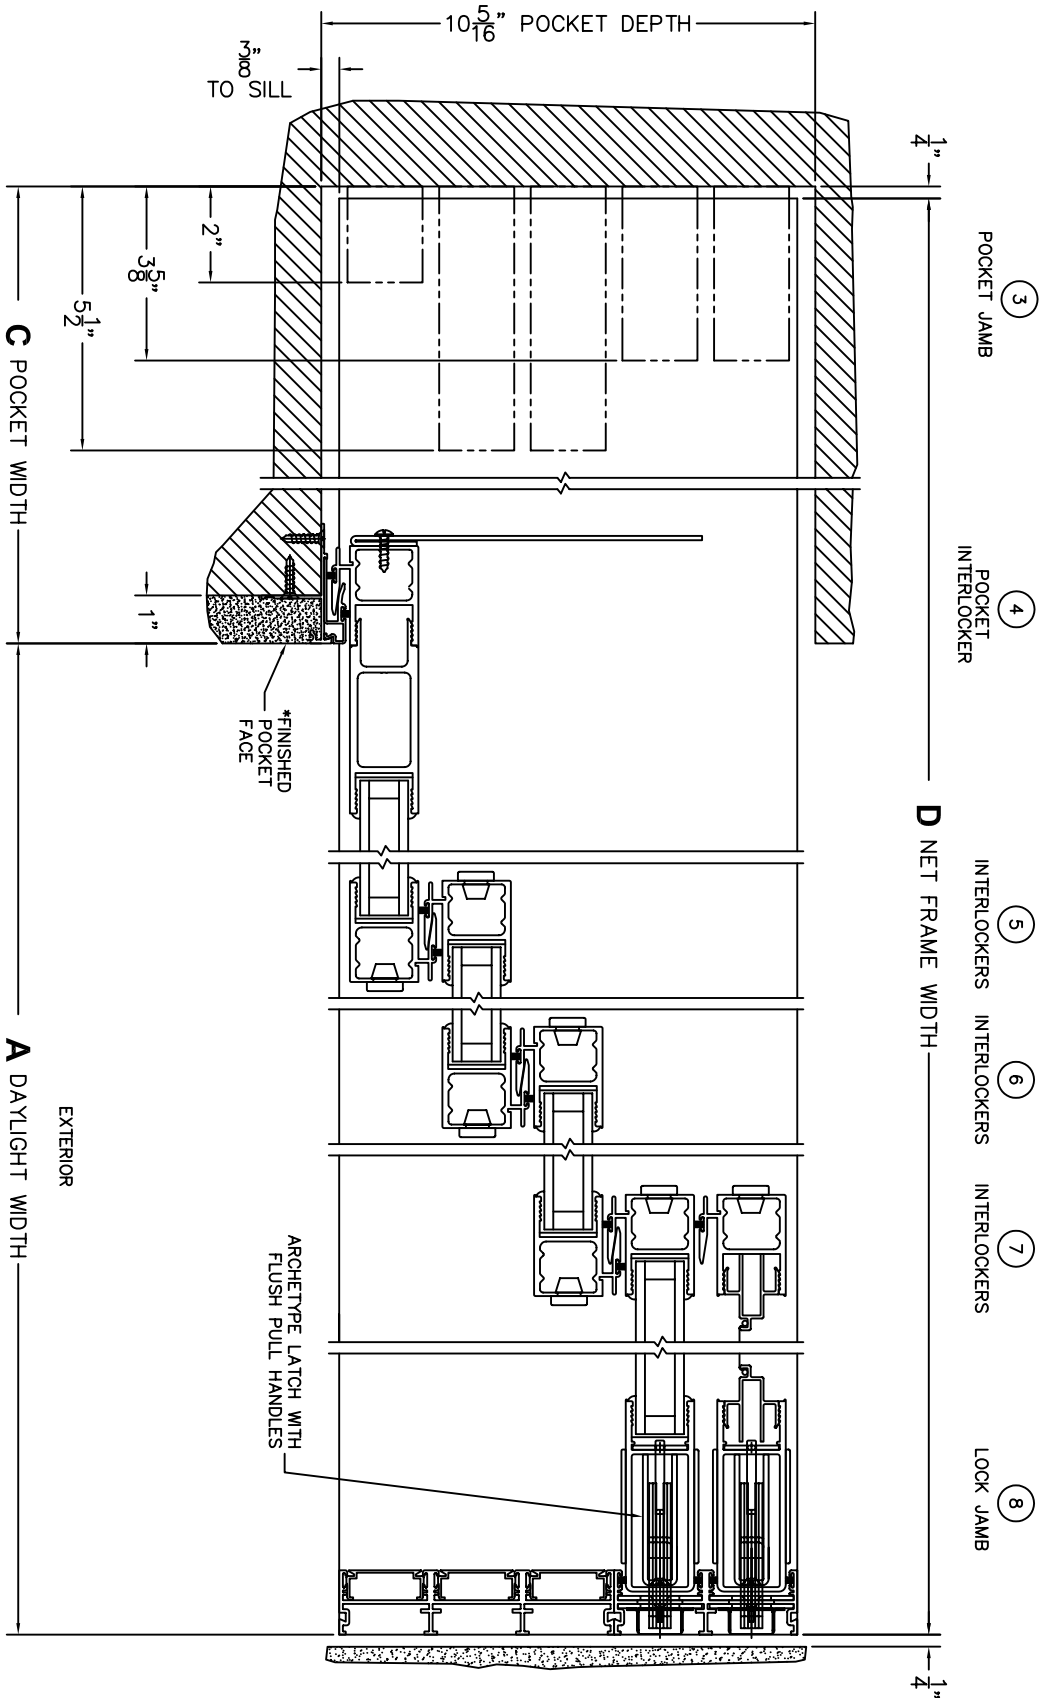 10 5/16" POCKET DEPTH
3/8"
TO SILL
1/4"
3
POCKET JAMB
2"
3 5/8"
5 1/2"
C POCKET WIDTH
4
POCKET
INTERLOCKER
1"
*FINISHED
POCKET
FACE
D NET FRAME WIDTH
5
INTERLOCKERS
6
INTERLOCKERS
7
INTERLOCKERS
8
LOCK JAMB
A DAYLIGHT WIDTH
EXTERIOR
ARCHETYPE LATCH WITH
FLUSH PULL HANDLES
1/4"